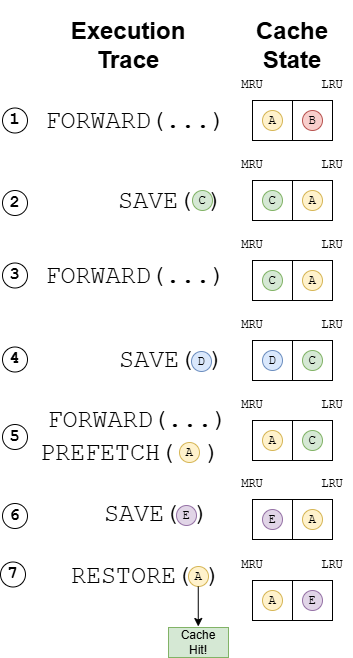 Execution Trace
Cache State
MRU LRU
1 FORWARD(...) A B
MRU LRU
2 SAVE(C) C A
MRU LRU
3 FORWARD(...) C A
MRU LRU
4 SAVE(D) D C
MRU LRU
5 FORWARD(...)
PREFETCH(A) A C
MRU LRU
6 SAVE(E) E A
MRU LRU
7 RESTORE(A) A E
Cache
Hit!